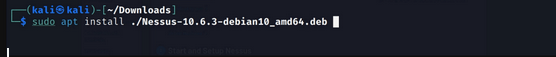 ┌──(kali㉿kali)-[~/Downloads]
└─$ sudo apt install ./Nessus-10.6.3-debian10_amd64.deb